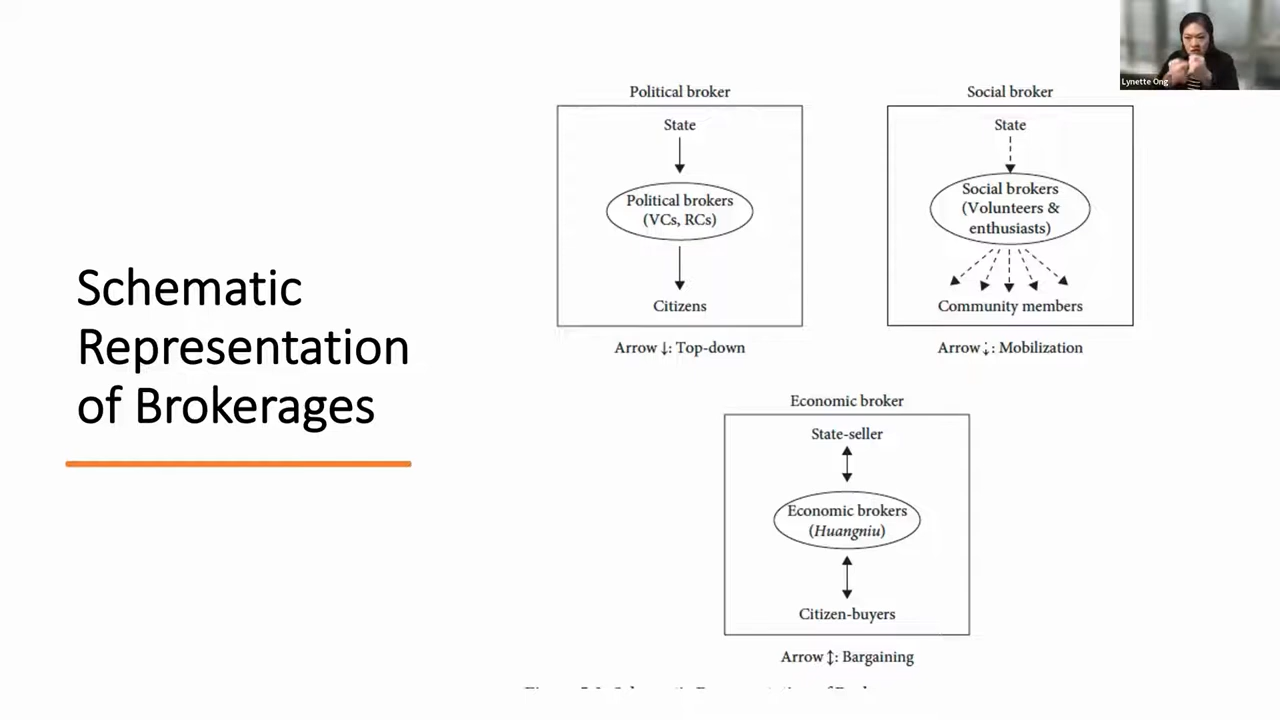 Lynette Ong
Schematic
Representation
of Brokerages
Political broker
State
Political brokers
(VCs, RCs)
Citizens
Arrow ↓: Top-down
Social broker
State
Social brokers
(Volunteers &
enthusiasts)
Community members
Arrow ⇣: Mobilization
Economic broker
State-seller
Economic brokers
(Huangniu)
Citizen-buyers
Arrow ↕: Bargaining